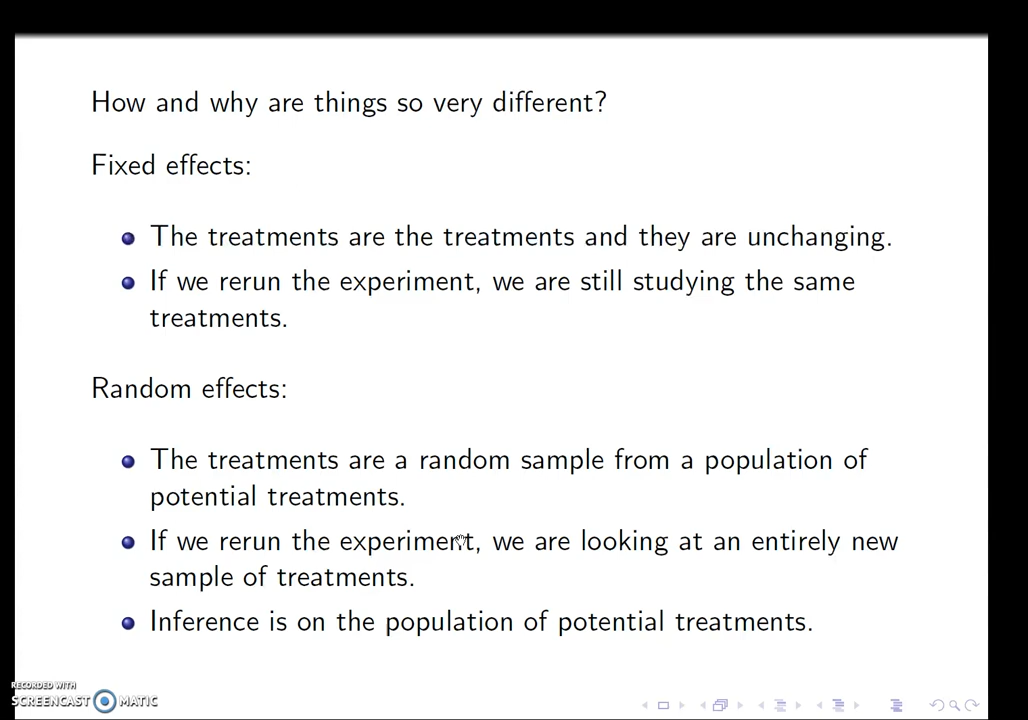 How and why are things so very different?
Fixed effects:
The treatments are the treatments and they are unchanging.
If we rerun the experiment, we are still studying the same
treatments.
Random effects:
The treatments are a random sample from a population of
potential treatments.
If we rerun the experiment, we are looking at an entirely new
sample of treatments.
Inference is on the population of potential treatments.
RECORDED WITH
SCREENCAST MATIC